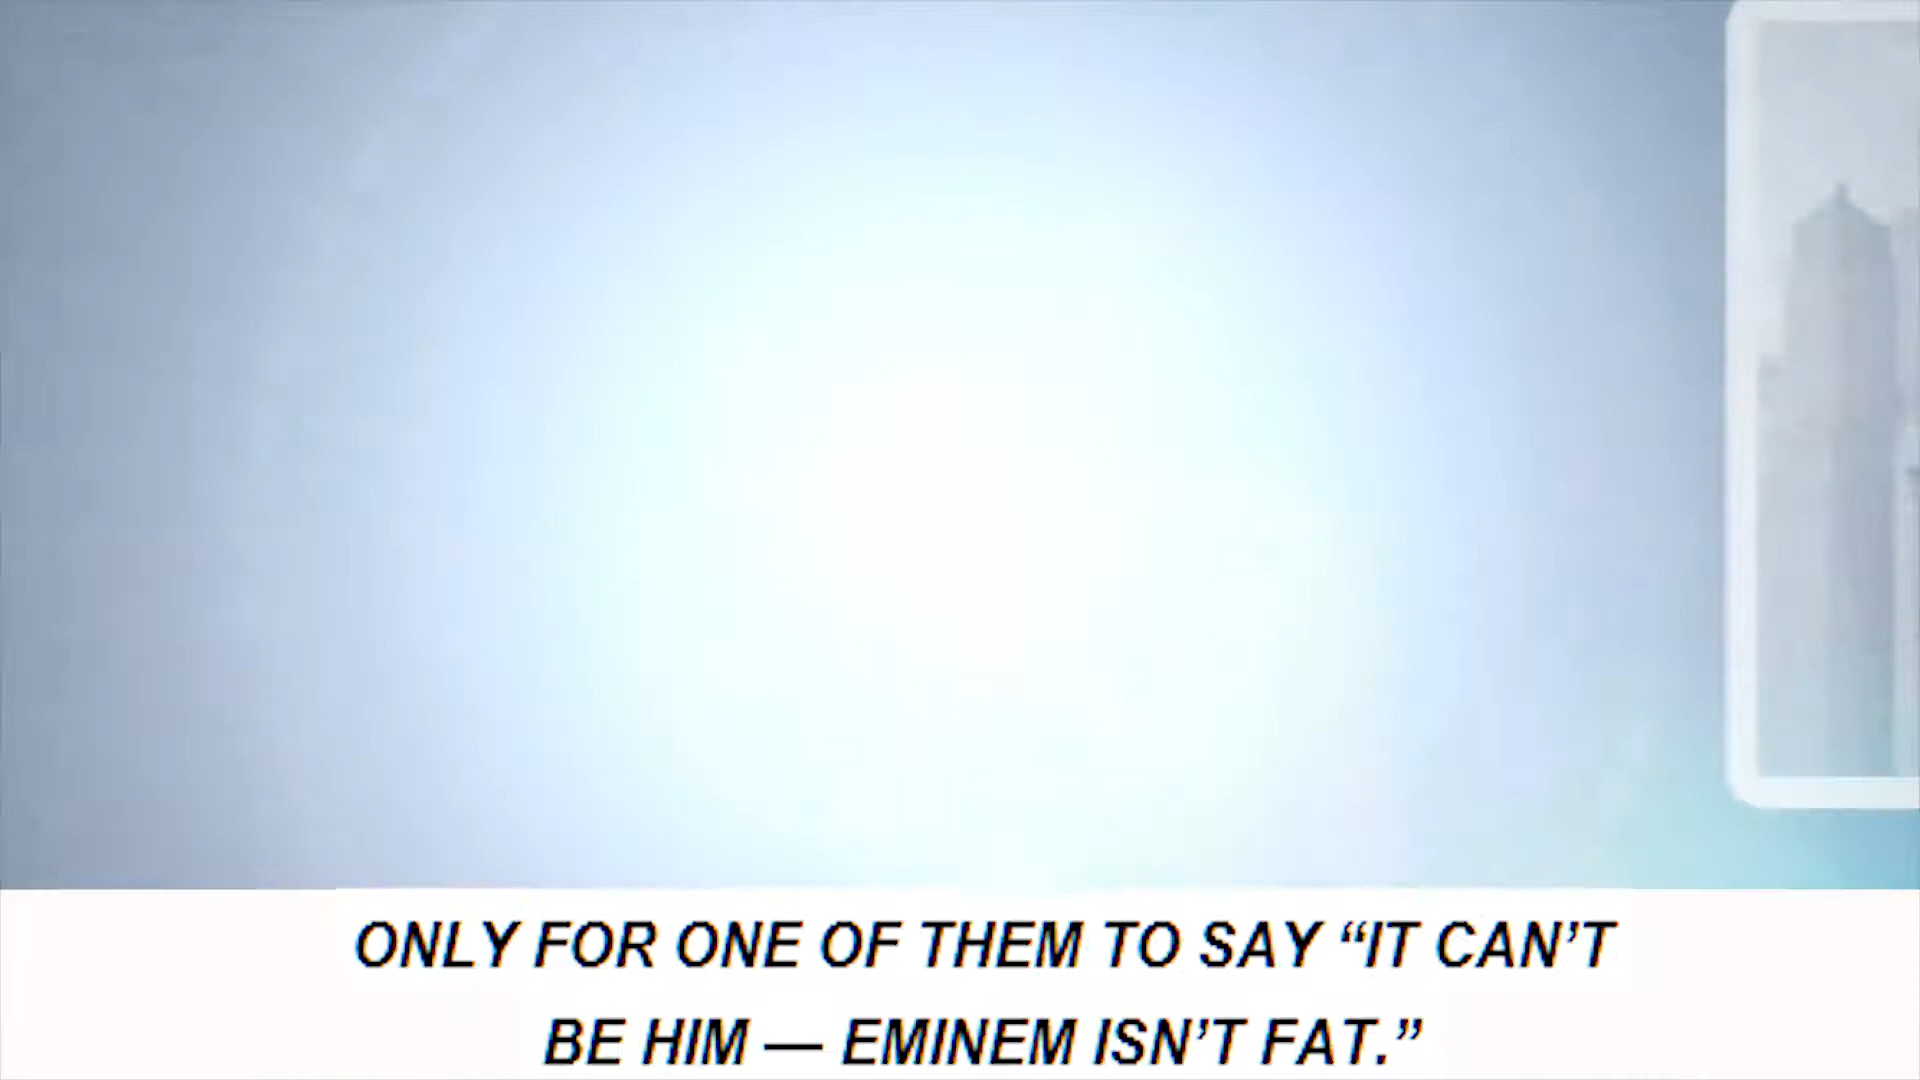 ONLY FOR ONE OF THEM TO SAY “IT CAN’T
BE HIM — EMINEM ISN’T FAT.”